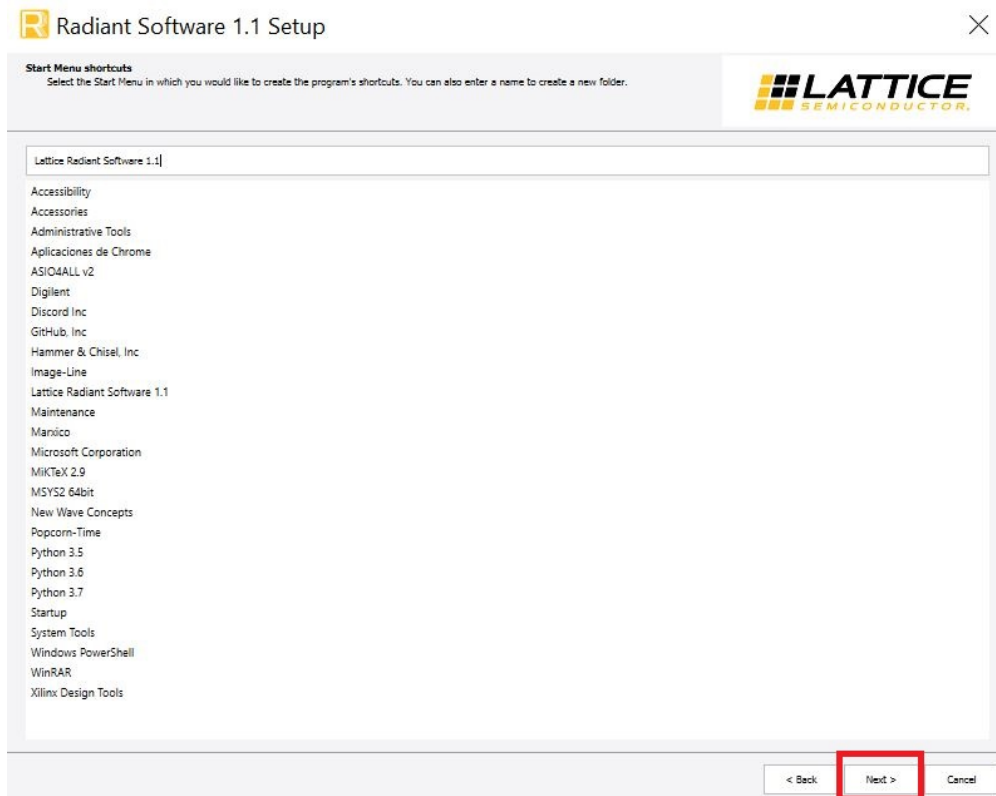 Radiant Software 1.1 Setup
Start Menu shortcuts
Select the Start Menu in which you would like to create the program's shortcuts. You can also enter a name to create a new folder.
LATTICE
SEMICONDUCTOR.
Lattice Radiant Software 1.1
Accessibility
Accessories
Administrative Tools
Aplicaciones de Chrome
ASIO4ALL v2
Digilent
Discord Inc
GitHub, Inc
Hammer & Chisel, Inc
Image-Line
Lattice Radiant Software 1.1
Maintenance
Marxico
Microsoft Corporation
MiKTeX 2.9
MSYS2 64bit
New Wave Concepts
Popcorn-Time
Python 3.5
Python 3.6
Python 3.7
Startup
System Tools
Windows PowerShell
WinRAR
Xilinx Design Tools
< Back Next > Cancel